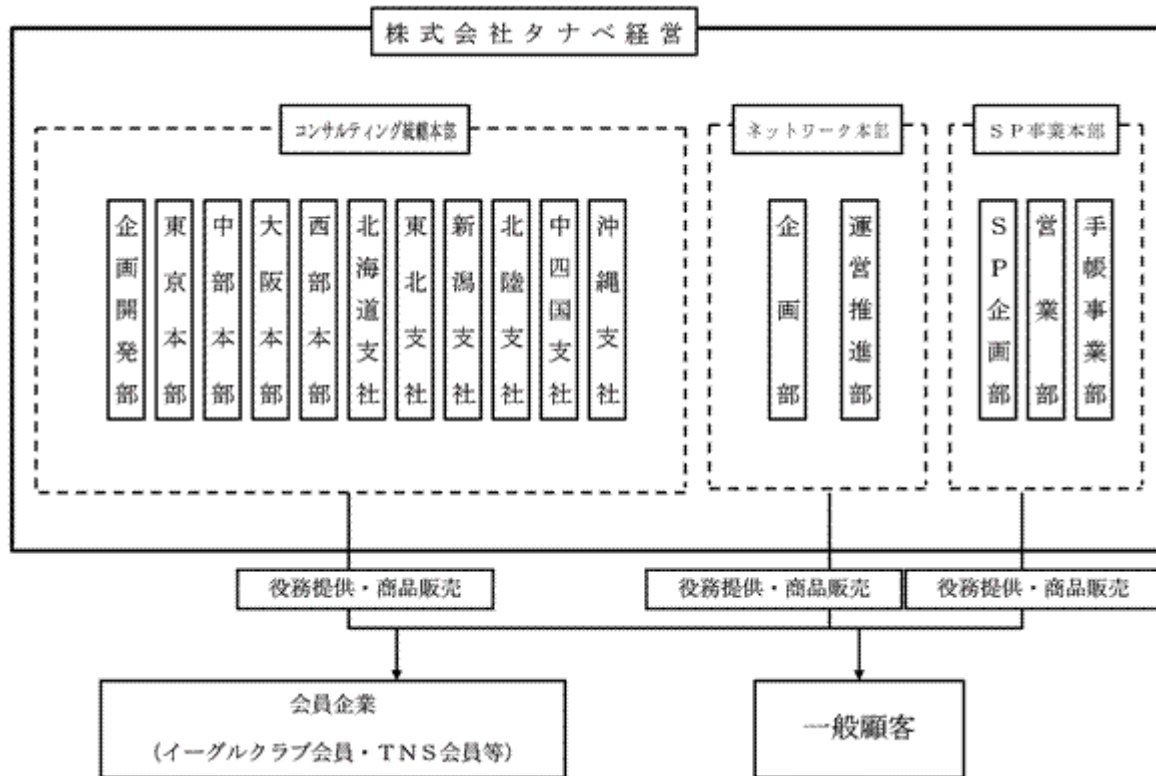 株式会社タナベ経営
コンサルティング統轄本部
ネットワーク本部
ＳＰ事業本部
企画開発部
東京本部
中部本部
大阪本部
西部本部
北海道支社
東北支社
新潟支社
北陸支社
中四国支社
沖縄支社
企画部
運営推進部
ＳＰ企画部
営業部
手帳事業部
役務提供・商品販売
役務提供・商品販売
役務提供・商品販売
会員企業
（イーグルクラブ会員・ＴＮＳ会員等）
一般顧客